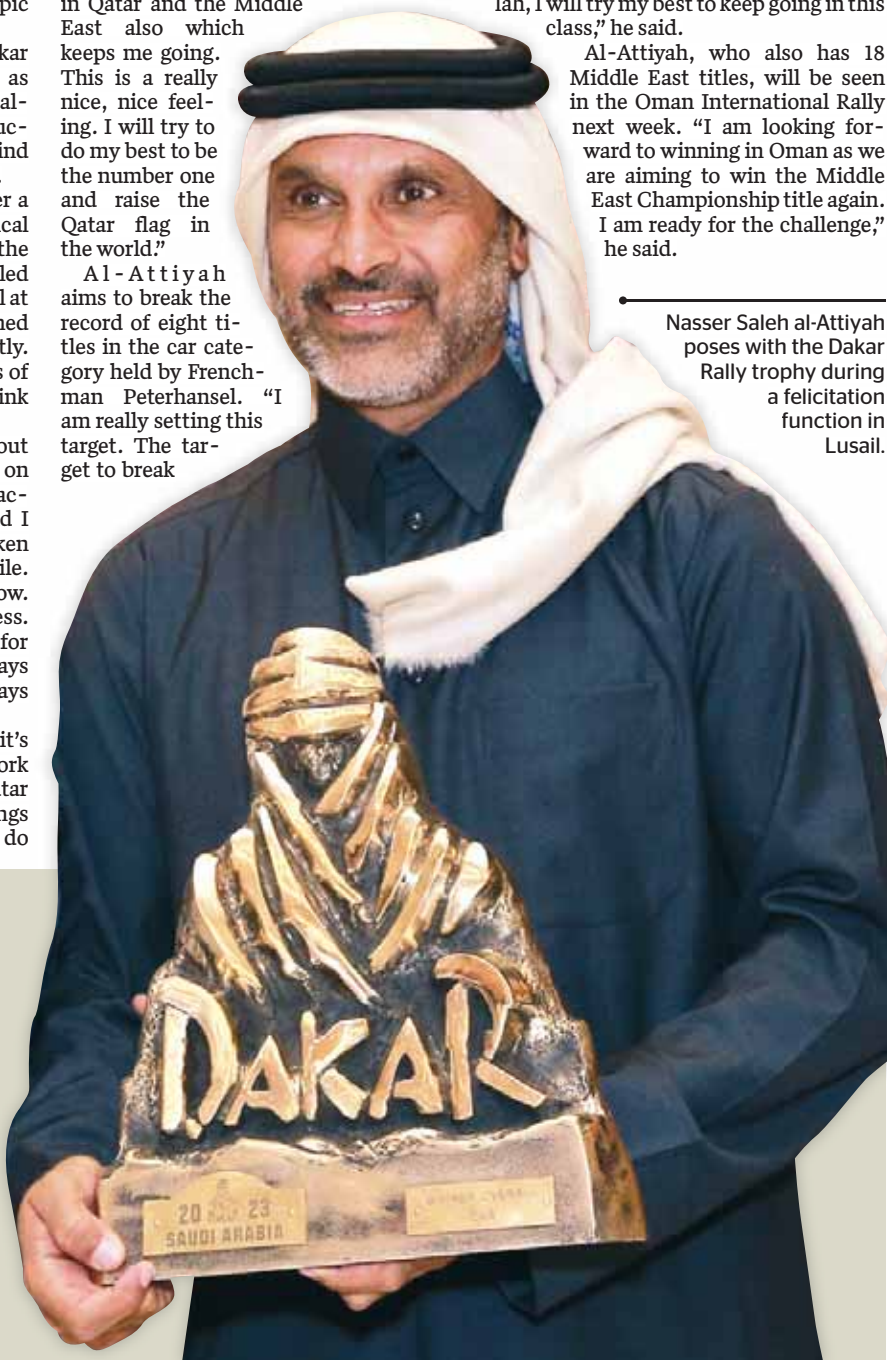 pic
kar
as
al-
uc-
ind
er a
ical
the
led
l at
ned
tly.
s of
ink
out
on
ac-
d I
ken
ile.
ow.
ess.
for
ays
ays
it's
ork
tar
ngs
do
in Qatar and the Middle
East also which
keeps me going.
This is a really
nice, nice feel-
ing. I will try to
do my best to be
the number one
and raise the
Qatar flag in
the world.”
Al-Attiyah
aims to break the
record of eight ti-
tles in the car cate-
gory held by French-
man Peterhansel. “I
am really setting this
target. The tar-
get to break
lah, I will try my best to keep going in this
class,” he said.
Al-Attiyah, who also has 18
Middle East titles, will be seen
in the Oman International Rally
next week. “I am looking for-
ward to winning in Oman as we
are aiming to win the Middle
East Championship title again.
I am ready for the challenge,”
he said.
Nasser Saleh al-Attiyah
poses with the Dakar
Rally trophy during
a felicitation
function in
Lusail.
DAKAR
20 23
SAUDI ARABIA